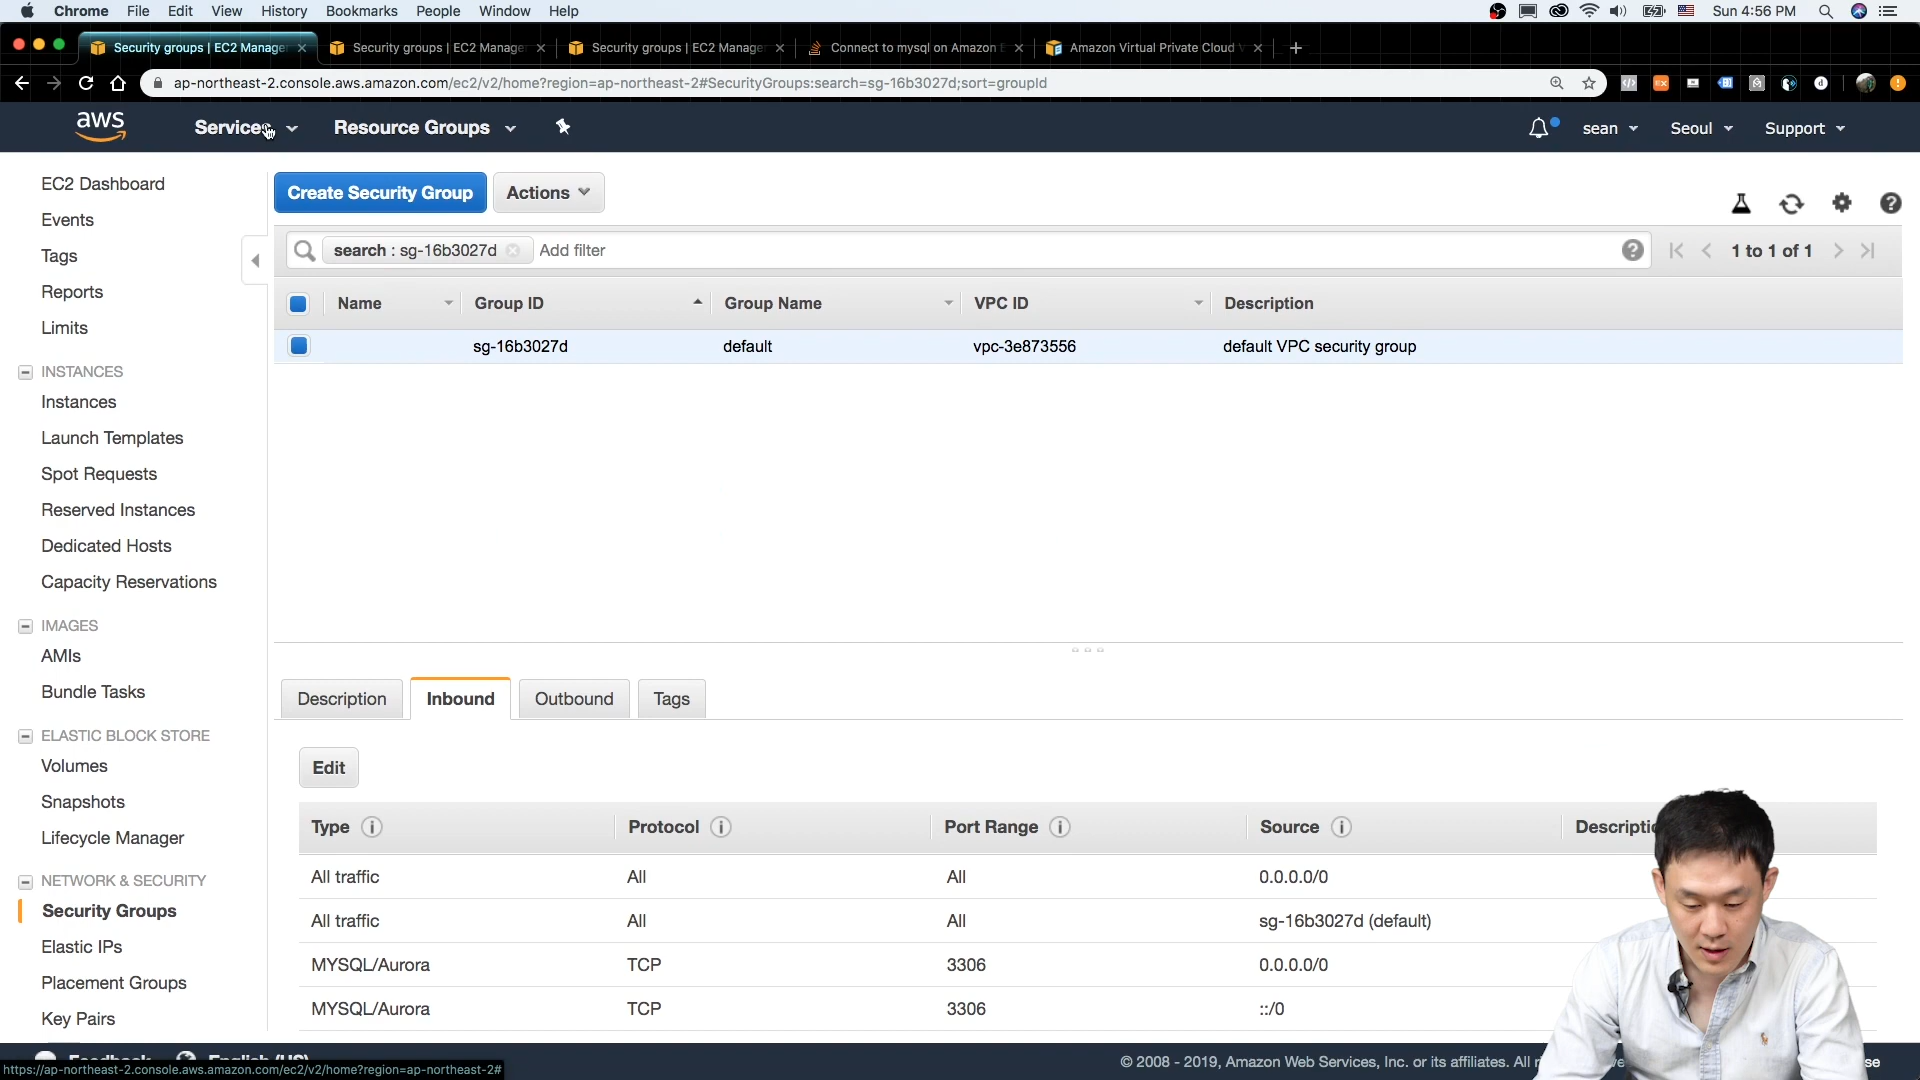 Chrome File Edit View History Bookmarks People Window Help Sun 4:56 PM
Security groups | EC2 Manage Security groups | EC2 Manager Security groups | EC2 Manager Connect to mysql on Amazon Amazon Virtual Private Cloud
ap-northeast-2.console.aws.amazon.com/ec2/v2/home?region=ap-northeast-2#SecurityGroups:search=sg-16b3027d;sort=groupId
aws Services Resource Groups sean Seoul Support
EC2 Dashboard
Events
Tags
Reports
Limits
INSTANCES
Instances
Launch Templates
Spot Requests
Reserved Instances
Dedicated Hosts
Capacity Reservations
IMAGES
AMIs
Bundle Tasks
ELASTIC BLOCK STORE
Volumes
Snapshots
Lifecycle Manager
NETWORK & SECURITY
Security Groups
Elastic IPs
Placement Groups
Key Pairs
Create Security Group Actions
search : sg-16b3027d Add filter 1 to 1 of 1
Name Group ID Group Name VPC ID Description
sg-16b3027d default vpc-3e873556 default VPC security group
Description Inbound Outbound Tags
Edit
Type Protocol Port Range Source
All traffic All All 0.0.0.0/0
All traffic All All sg-16b3027d (default)
MYSQL/Aurora TCP 3306 0.0.0.0/0
MYSQL/Aurora TCP 3306 ::/0
Feedback English (US) © 2008 - 2019, Amazon Web Services, Inc. or its affiliates. All
https://ap-northeast-2.console.aws.amazon.com/ec2/v2/home?region=ap-northeast-2#